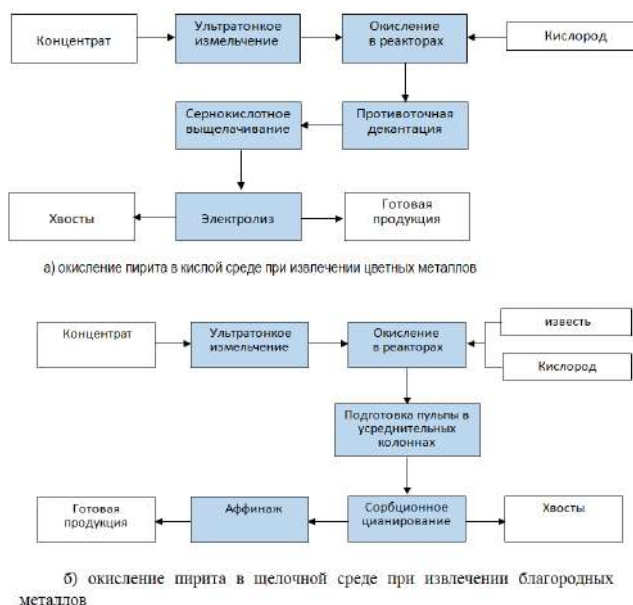 Концентрат
Ультратонкое
измельчение
Окисление
в реакторах
Кислород
Сернокислотное
выщелачивание
Противоточная
декантация
Хвосты
Электролиз
Готовая
продукция
а) окисление пирита в кислой среде при извлечении цветных металлов
Концентрат
Ультратонкое
измельчение
Окисление
в реакторах
известь
Кислород
Подготовка пульпы в
усреднительных
колоннах
Готовая
продукция
Аффинаж
Сорбционное
цианирование
Хвосты
б) окисление пирита в щелочной среде при извлечении благородных
металлов